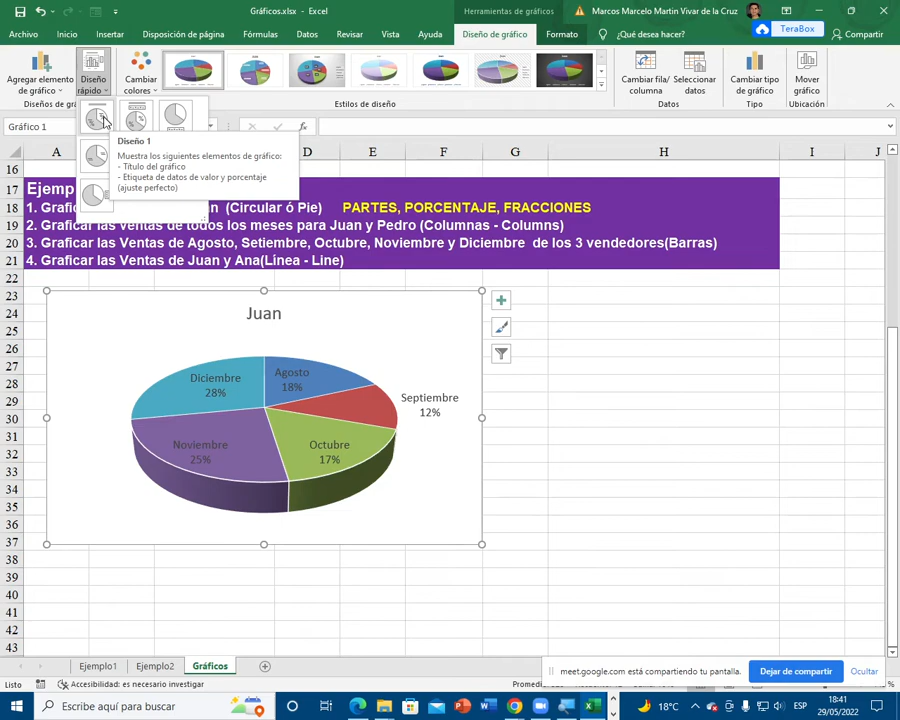 Gráficos.xlsx - Excel
Herramientas de gráficos
Marcos Marcelo Martin Vivar de la Cruz
TeraBox
Archivo Inicio Insertar Disposición de página Fórmulas Datos Revisar Vista Ayuda Diseño de gráfico Formato ¿Qué desea hacer? Compartir
Agregar elemento de gráfico
Diseño rápido
Cambiar colores
Cambiar fila/ columna
Seleccionar datos
Cambiar tipo de gráfico
Mover gráfico
Diseños de grá
Estilos de diseño
Datos
Tipo
Ubicación
Gráfico 1
fx
Diseño 1
Muestra los siguientes elementos de gráfico:
- Título del gráfico
- Etiqueta de datos de valor y porcentaje
(ajuste perfecto)
A D E F G H I J
16
17 Ejemp
18 1. Grafi (Circular ó Pie) PARTES, PORCENTAJE, FRACCIONES
19 2. Graficar las Ventas de todos los meses para Juan y Pedro (Columnas - Columns)
20 3. Graficar las Ventas de Agosto, Setiembre, Octubre, Noviembre y Diciembre de los 3 vendedores(Barras)
21 4. Graficar las Ventas de Juan y Ana(Línea - Line)
22
23
24
25
26
27
28
29
30
31
32
33
34
35
36
37
38
39
40
41
42
43
Juan
Agosto
18%
Septiembre
12%
Octubre
17%
Noviembre
25%
Diciembre
28%
Ejemplo1 Ejemplo2 Gráficos
meet.google.com está compartiendo tu pantalla.
Dejar de compartir
Ocultar
Listo
Accesibilidad: es necesario investigar
Promedi
Escribe aquí para buscar
18°C
ESP
18:41
29/05/2022